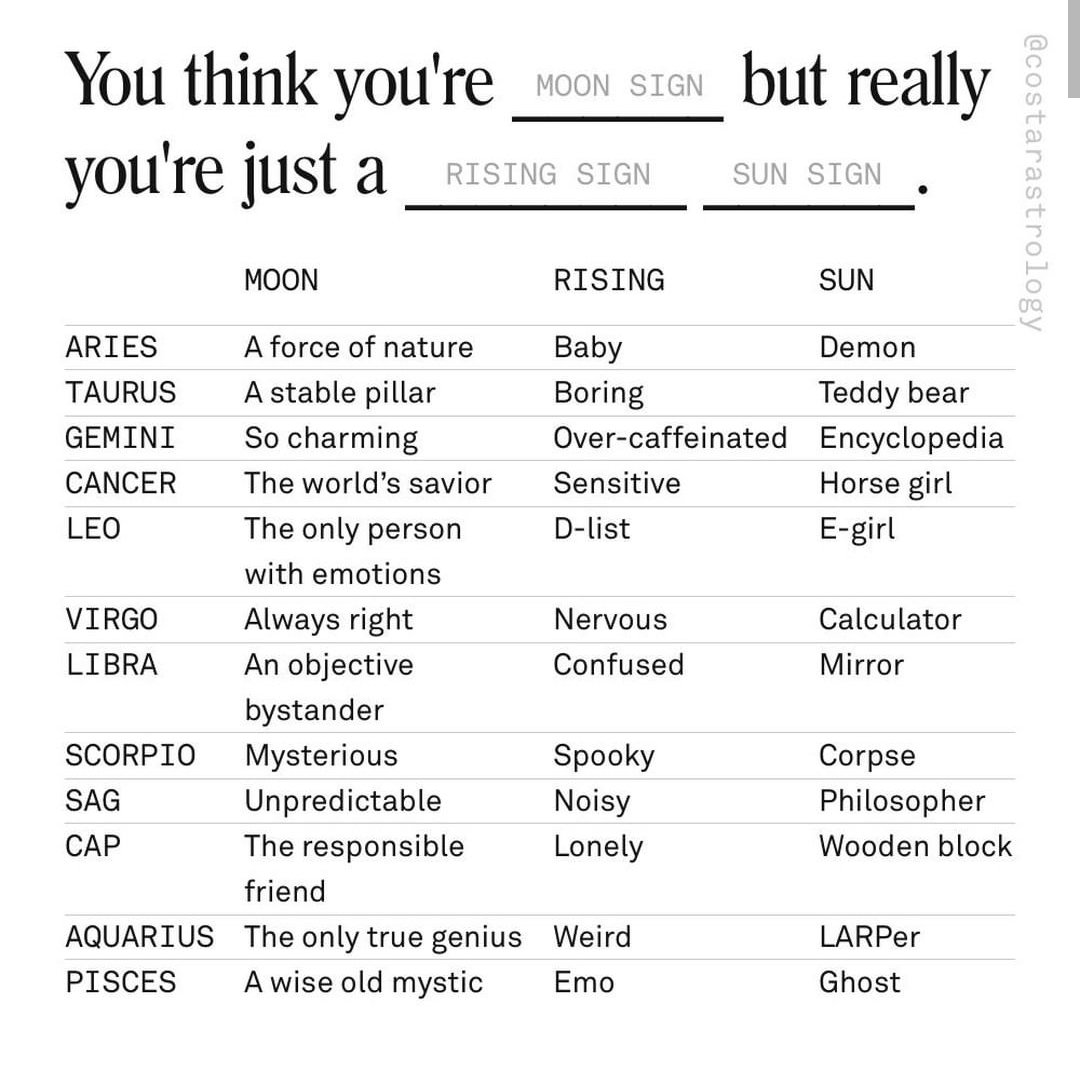 You think you're MOON SIGN but really
you're just a RISING SIGN SUN SIGN.
@costarastrology
MOON RISING SUN
ARIES A force of nature Baby Demon
TAURUS A stable pillar Boring Teddy bear
GEMINI So charming Over-caffeinated Encyclopedia
CANCER The world’s savior Sensitive Horse girl
LEO The only person D-list E-girl
with emotions
VIRGO Always right Nervous Calculator
LIBRA An objective Confused Mirror
bystander
SCORPIO Mysterious Spooky Corpse
SAG Unpredictable Noisy Philosopher
CAP The responsible Lonely Wooden block
friend
AQUARIUS The only true genius Weird LARPer
PISCES A wise old mystic Emo Ghost